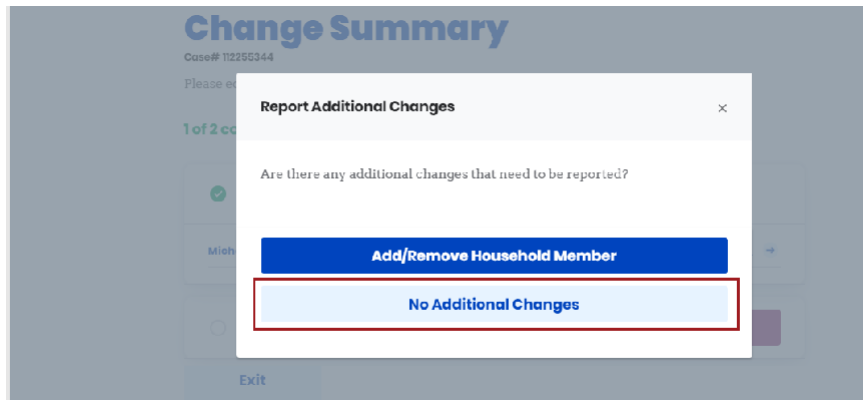 Change Summary
Case# 112255344
Please
Report Additional Changes
1 of 2
Are there any additional changes that need to be reported?
Mich
Add/Remove Household Member
No Additional Changes
Exit